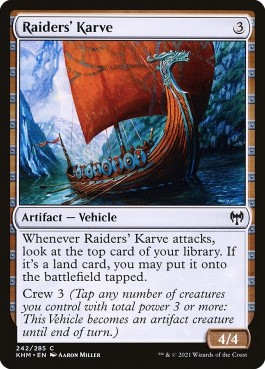 Raiders' Karve 3
Artifact — Vehicle
Whenever Raiders' Karve attacks,
look at the top card of your library. If
it's a land card, you may put it onto
the battlefield tapped.
Crew 3 (Tap any number of creatures
you control with total power 3 or more:
This Vehicle becomes an artifact creature
until end of turn.)
4/4
242/285 C
KHM • EN AARON MILLER
™ & © 2021 Wizards of the Coast